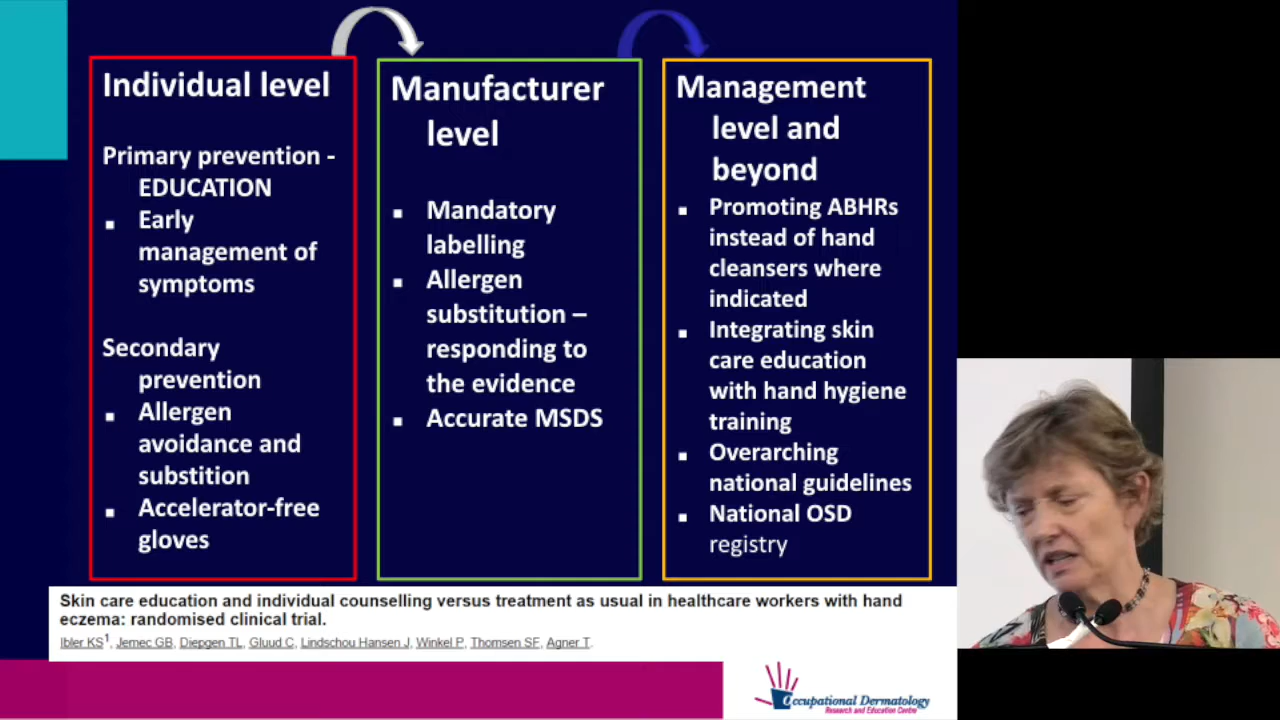 Individual level
Primary prevention -
EDUCATION
▪ Early
management of
symptoms
Secondary
prevention
▪ Allergen
avoidance and
substition
▪ Accelerator-free
gloves
Manufacturer
level
▪ Mandatory
labelling
▪ Allergen
substitution –
responding to
the evidence
▪ Accurate MSDS
Management
level and
beyond
▪ Promoting ABHRs
instead of hand
cleansers where
indicated
▪ Integrating skin
care education
with hand hygiene
training
▪ Overarching
national guidelines
▪ National OSD
registry
Skin care education and individual counselling versus treatment as usual in healthcare workers with hand
eczema: randomised clinical trial.
Ibler KS1, Jemec GB, Diepgen TL, Gluud C, Lindschou Hansen J, Winkel P, Thomsen SF, Agner T.
Occupational Dermatology
Research and Education Centre